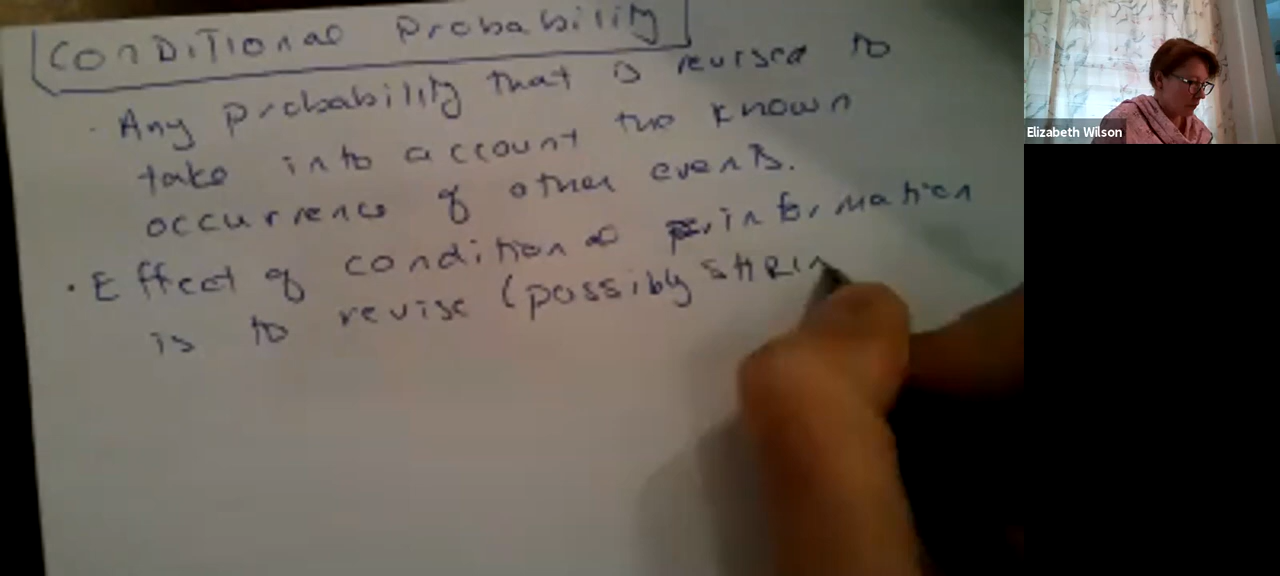 Conditional Probability
· Any probability that is revised to
take into account the known
occurrence of other events.
· Effect of conditional information
is to revise (possibly SHRIN
Elizabeth Wilson